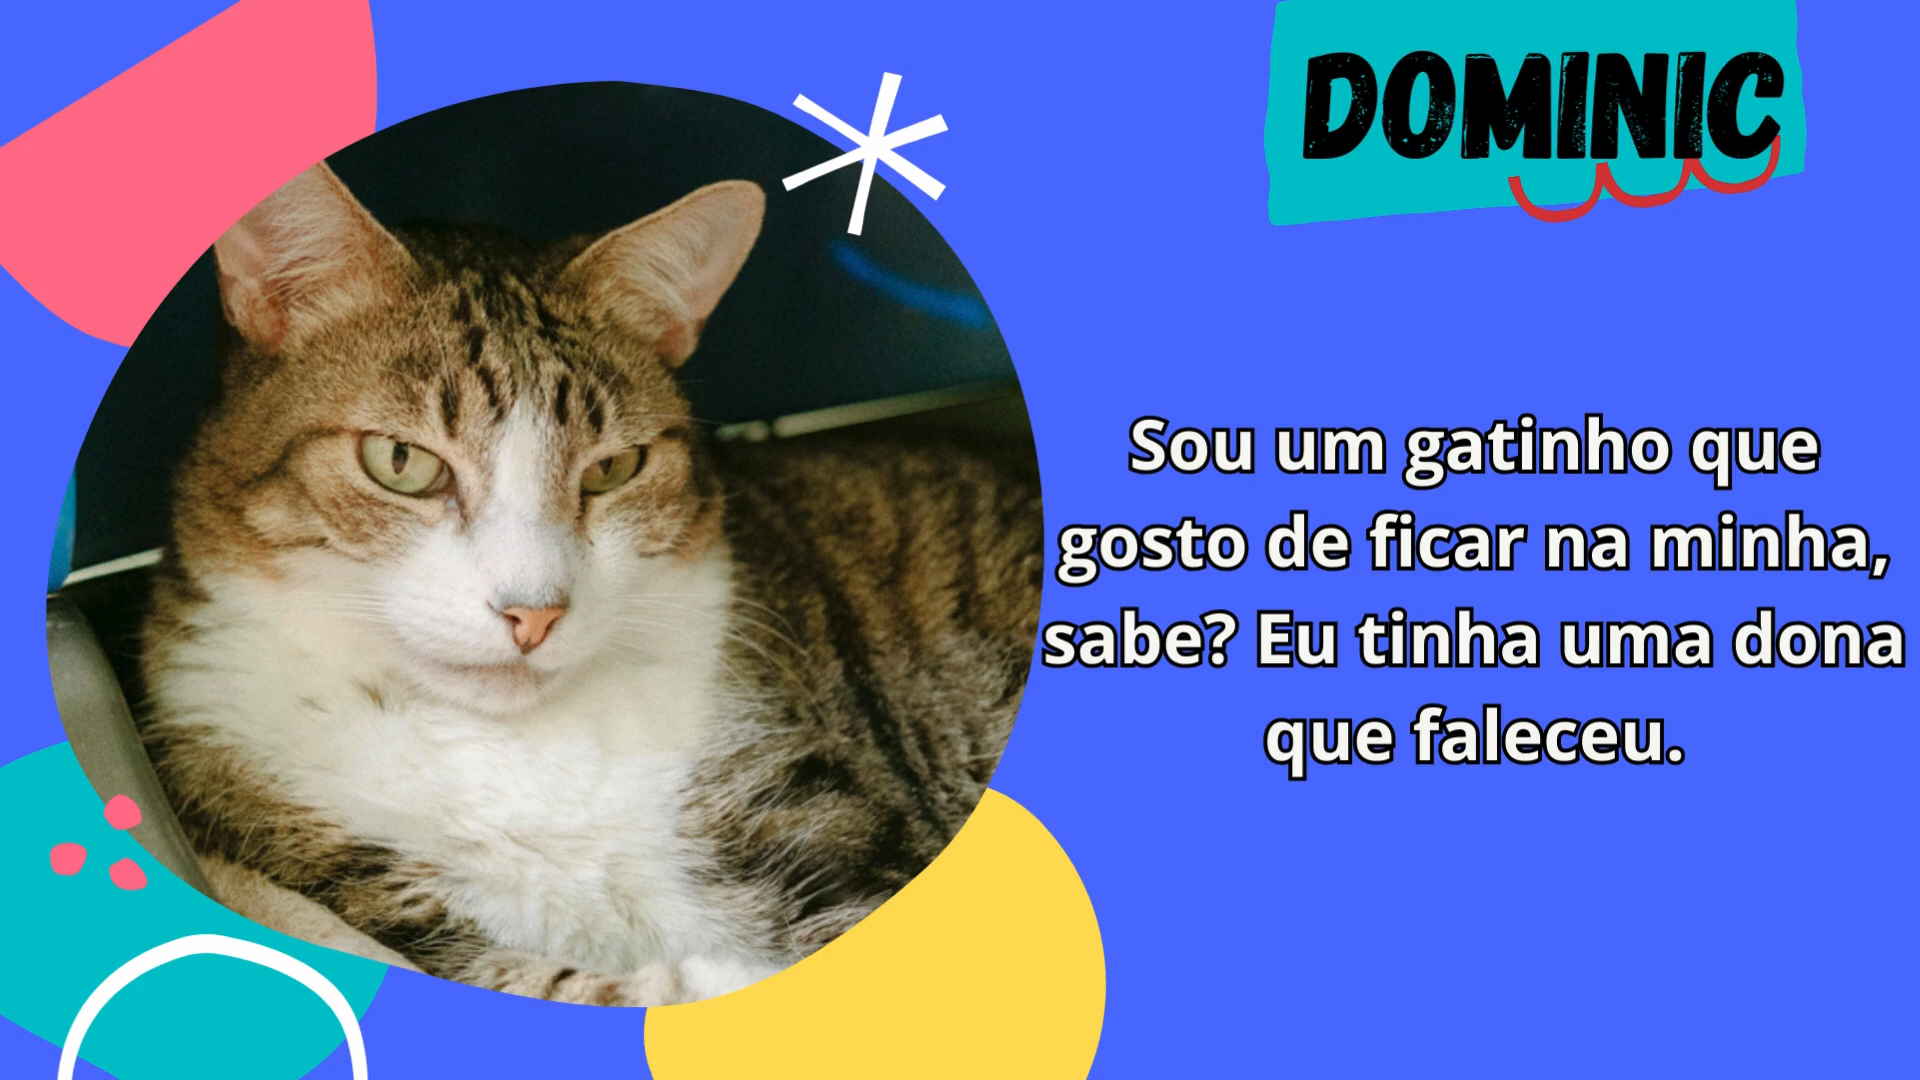 DOMINIC
Sou um gatinho que
gosto de ficar na minha,
sabe? Eu tinha uma dona
que faleceu.